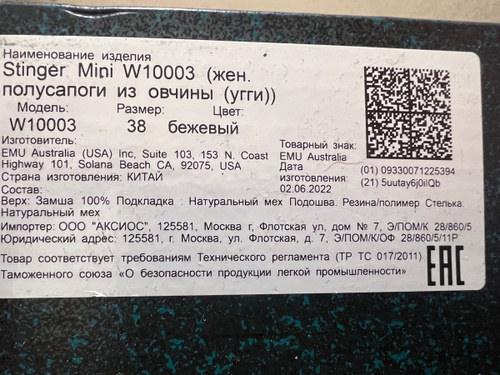 Наименование изделия
Stinger Mini W10003 (жен.
полусапоги из овчины (угги))
Модель: Размер: Цвет:
W10003 38 бежевый
Изготовитель:
EMU Australia (USA) Inc, Suite 103, 153 N. Coast
Highway 101, Solana Beach CA, 92075, USA
Страна изготовления: КИТАЙ
Товарный знак:
EMU Australia
Дата
изготовления:
02.06.2022
(01) 09330071225394
(21) 5uutay6j0iIQb
Состав:
Верх: Замша 100% Подкладка : Натуральный мех Подошва: Резина/полимер Стелька:
Натуральный мех
Импортер: ООО "АКСИОС", 125581, Москва г, Флотская ул, дом № 7, Э/ПОМ/К 28/860/5
Юридический адрес: 125581, г. Москва, ул. Флотская, д. 7, Э/ПОМ/К/ОФ 28/860/5/11Р
Товар соответствует требованиям Технического регламента (ТР ТС 017/2011)
Таможенного союза «О безопасности продукции легкой промышленности»
EAC